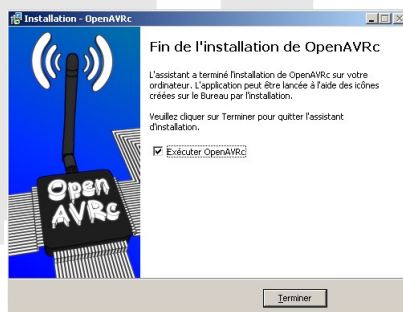 Installation - OpenAVRc
Fin de l'installation de OpenAVRc
L'assistant a terminé l'installation de OpenAVRc sur votre
ordinateur. L'application peut être lancée à l'aide des icônes
créées sur le Bureau par l'installation.
Veuillez cliquer sur Terminer pour quitter l'assistant
d'installation.
Exécuter OpenAVRc
Open
AVRc
Terminer